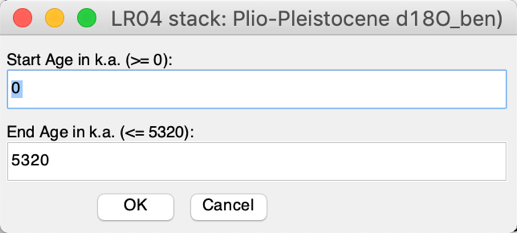 LR04 stack: Plio-Pleistocene d18O_ben)
Start Age in k.a. (>= 0):
0
End Age in k.a. (<= 5320):
5320
OK Cancel